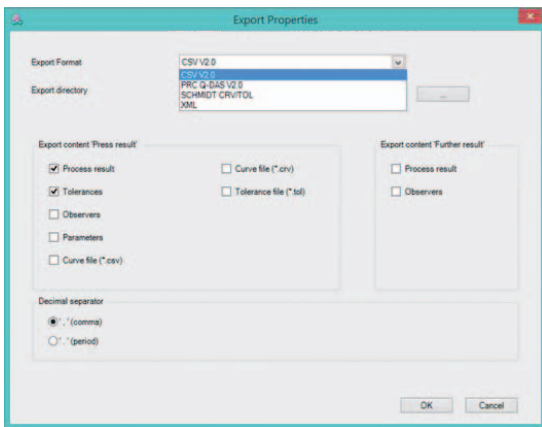 Export Properties
Export Format
CSV V2.0
CSV V2.0
PRC Q-DAS V2.0
SCHMIDT CRV/TOL
XML
Export directory
...
Export content 'Press result'
Process result
Curve file (*.crv)
Tolerances
Tolerance file (*.tol)
Observers
Parameters
Curve file (*.csv)
Export content 'Further result'
Process result
Observers
Decimal separator
' , ' (comma)
' . ' (period)
OK
Cancel